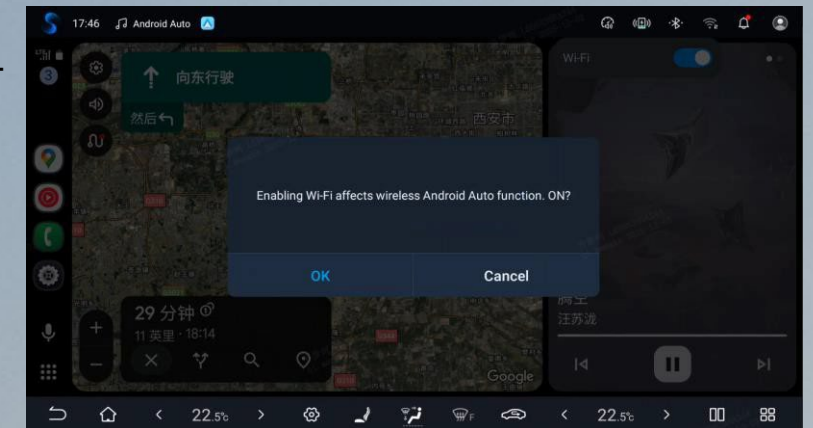 17:46 Android Auto
3
向东行驶
然后
西安市
Wi-Fi
Enabling Wi-Fi affects wireless Android Auto function. ON?
OK
Cancel
29 分钟
11 英里 · 18:14
Google
汪苏泷
22.5°c
F
22.5°c